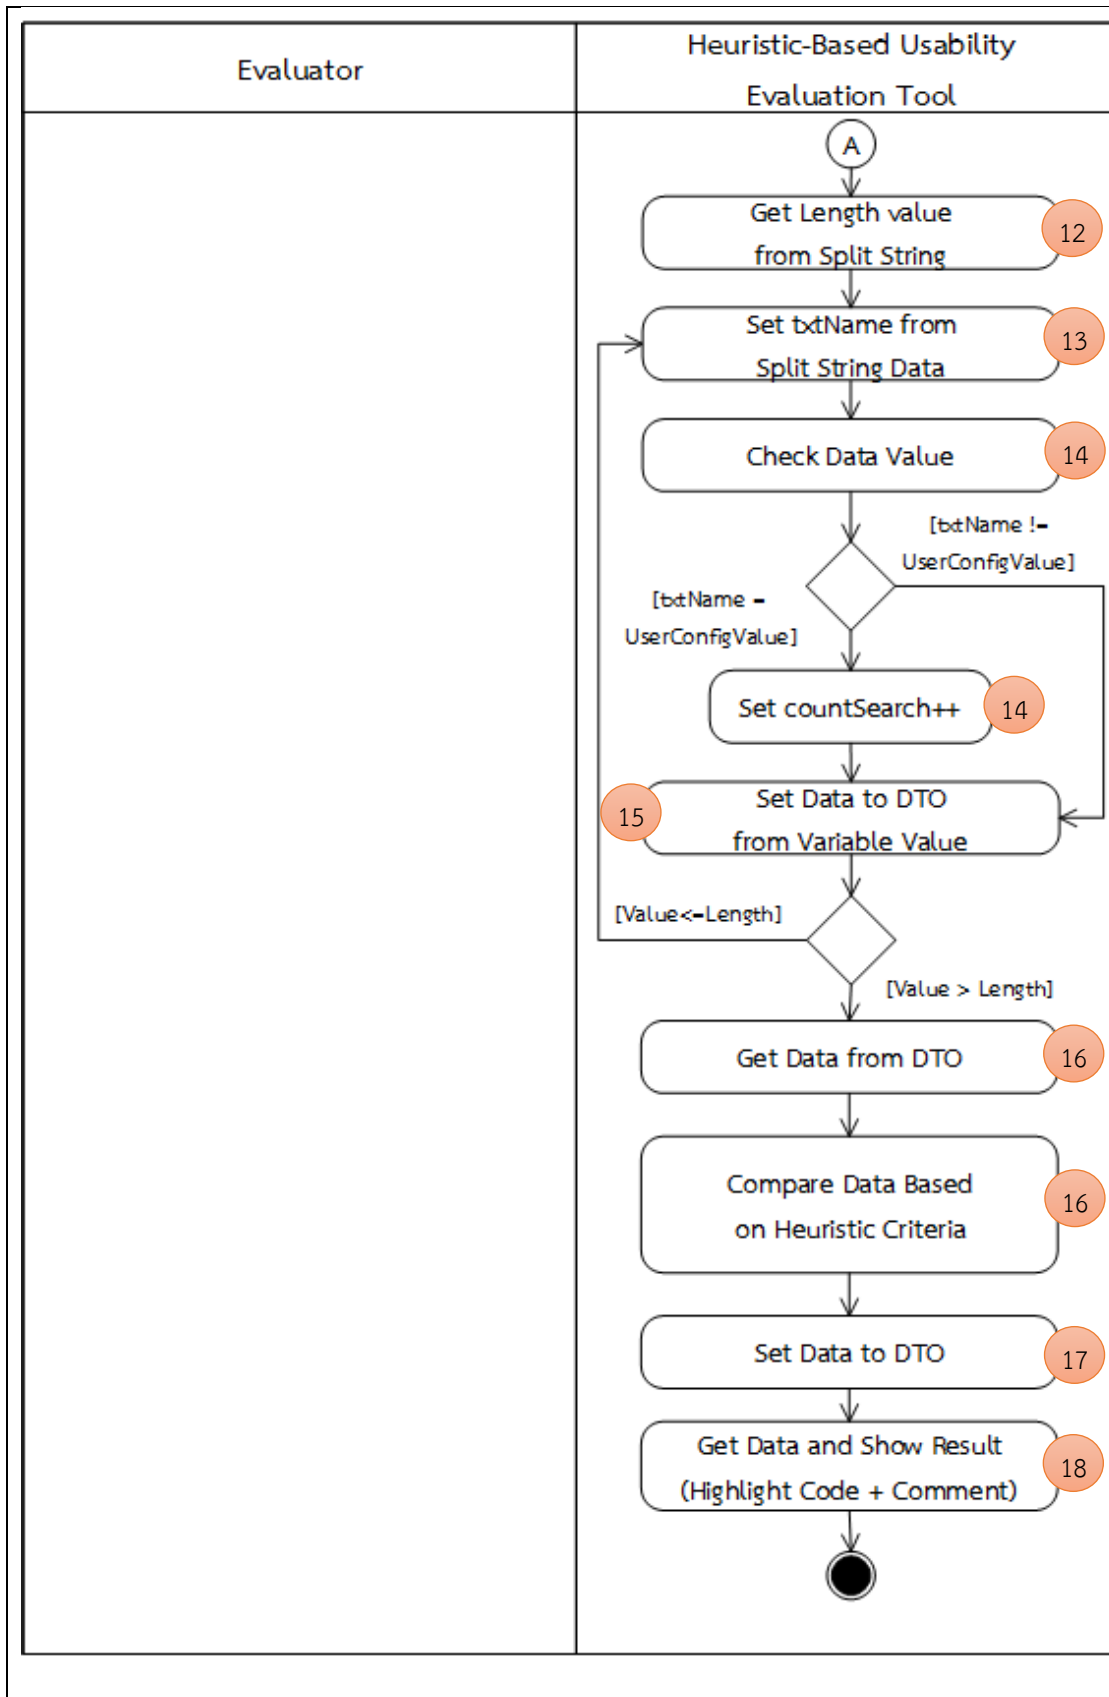 Evaluator
Heuristic-Based Usability
Evaluation Tool
A
Get Length value
from Split String
12
Set txtName from
Split String Data
13
Check Data Value
14
[txtName !=
UserConfigValue]
[txtName =
UserConfigValue]
Set countSearch++
14
Set Data to DTO
from Variable Value
15
[Value<=Length]
[Value > Length]
Get Data from DTO
16
Compare Data Based
on Heuristic Criteria
16
Set Data to DTO
17
Get Data and Show Result
(Highlight Code + Comment)
18